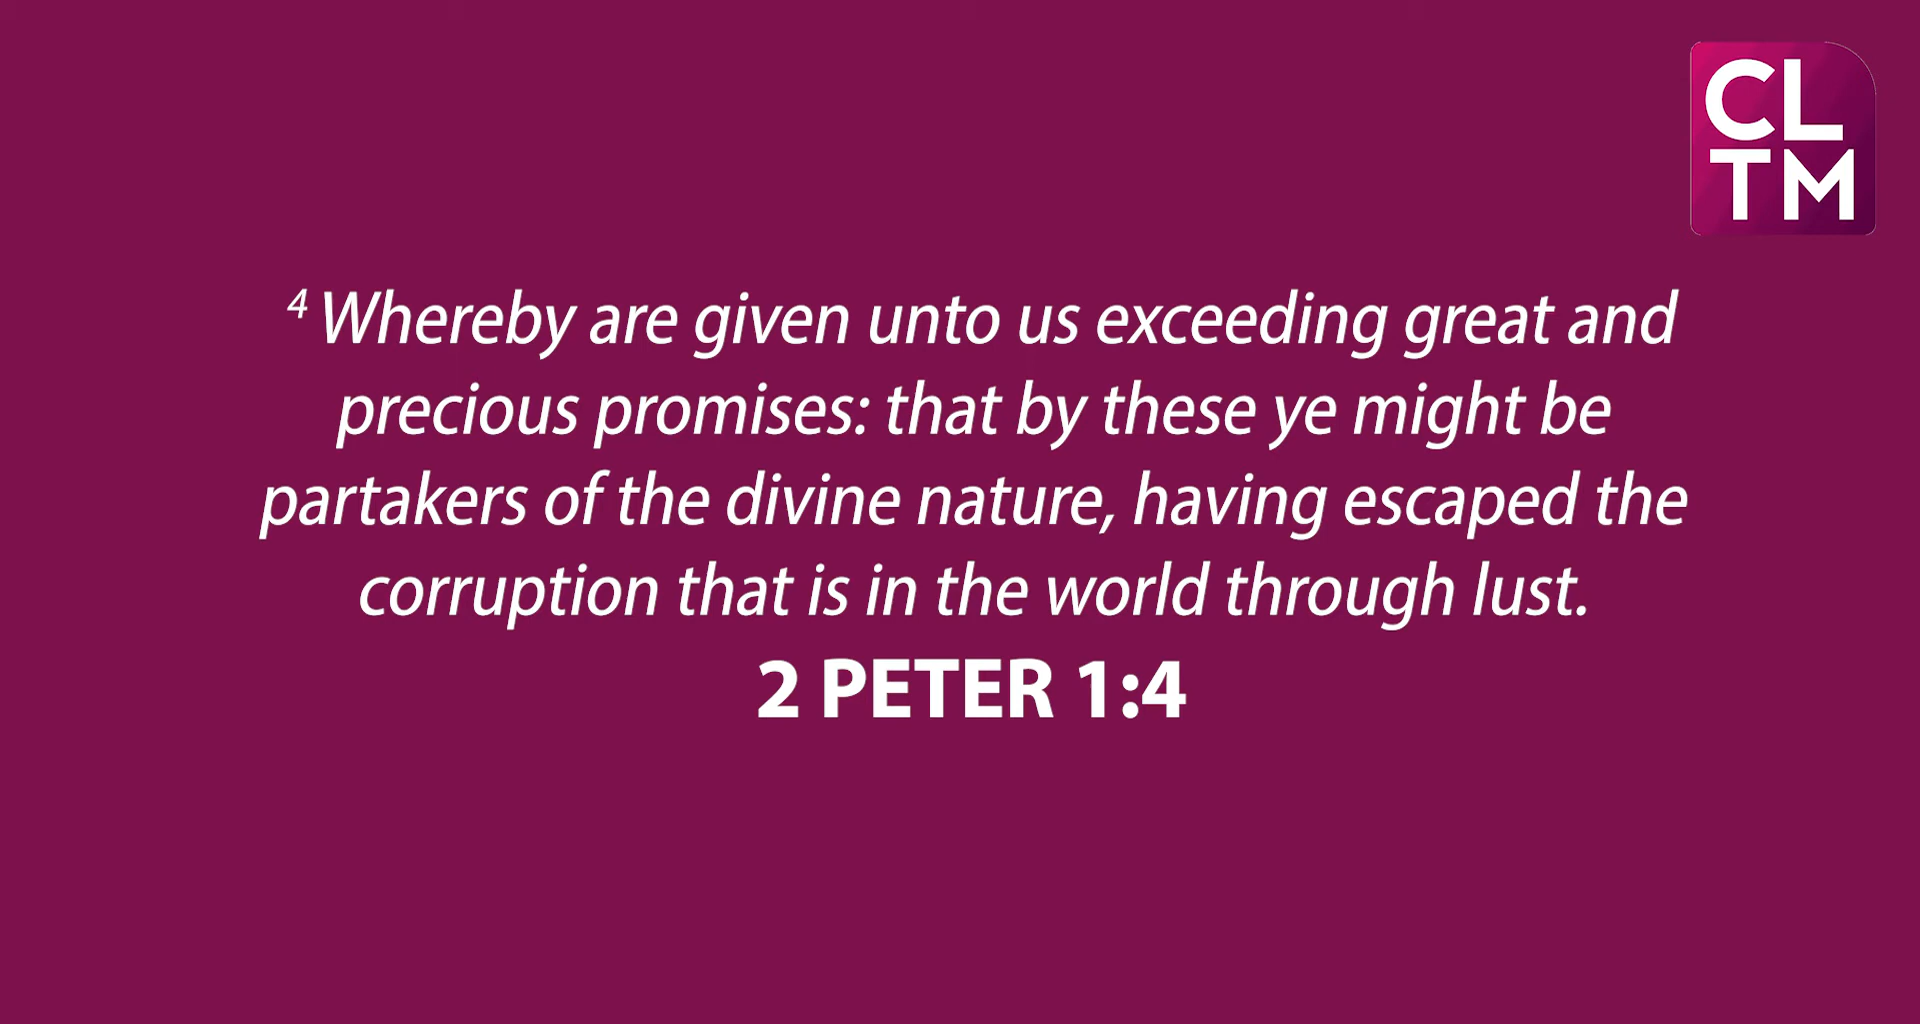 CL
TM
4 Whereby are given unto us exceeding great and
precious promises: that by these ye might be
partakers of the divine nature, having escaped the
corruption that is in the world through lust.
2 PETER 1:4